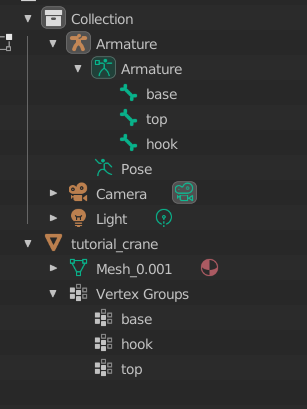 Collection
Armature
Armature
base
top
hook
Pose
Camera
Light
tutorial_crane
Mesh_0.001
Vertex Groups
base
hook
top